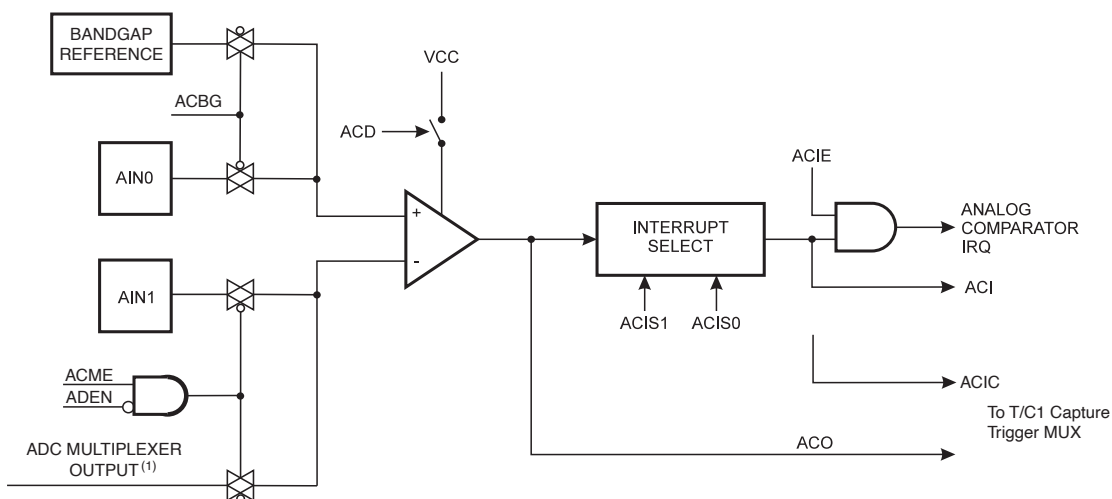 BANDGAP
REFERENCE
ACBG
VCC
ACD
AIN0
ACIE
+
-
INTERRUPT
SELECT
ANALOG
COMPARATOR
IRQ
AIN1
ACI
ACIS1 ACIS0
ACME
ADEN
ACIC
To T/C1 Capture
Trigger MUX
ACO
ADC MULTIPLEXER
OUTPUT (1)